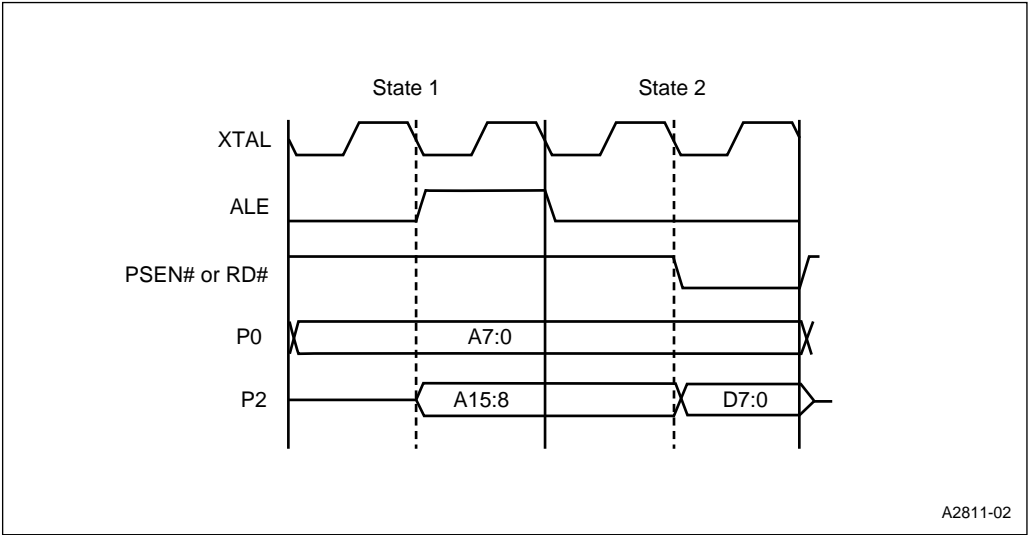 State 1 State 2
XTAL
ALE
PSEN# or RD#
P0 A7:0
P2 A15:8 D7:0
A2811-02